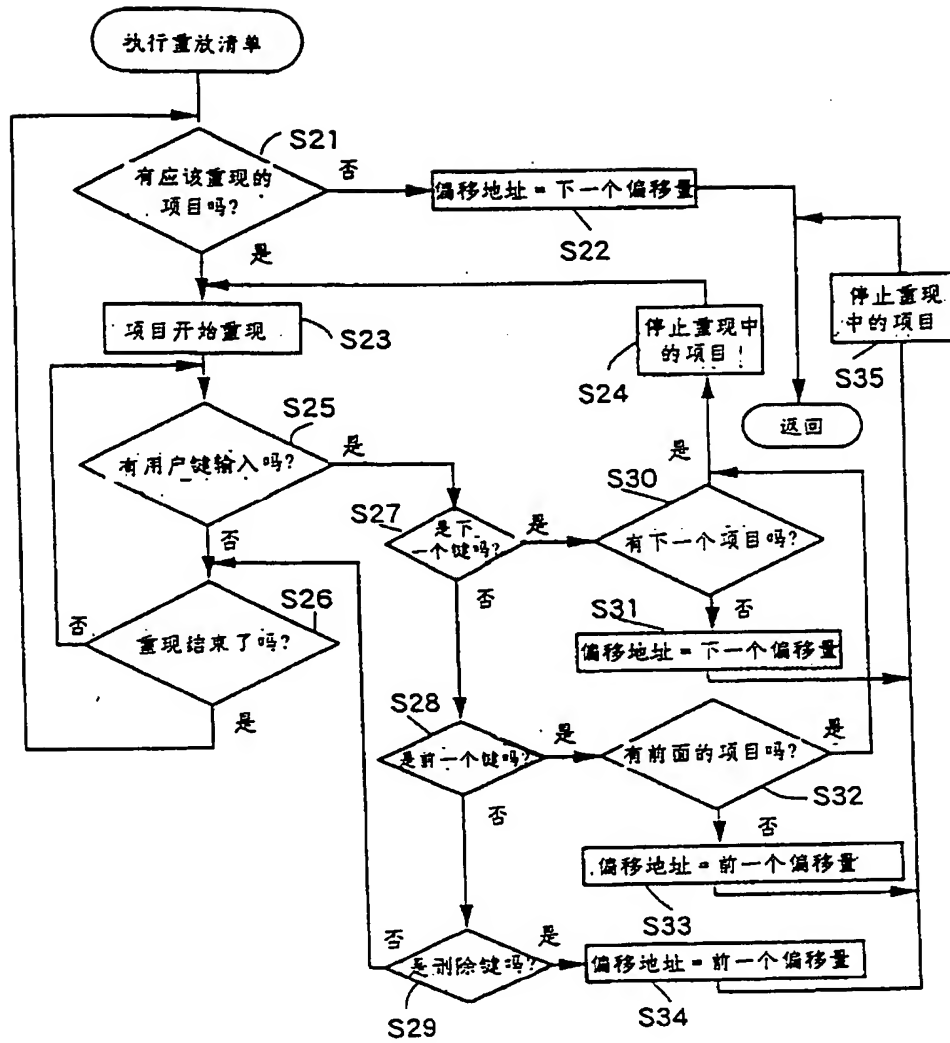 执行重放清单
S21
有应该重现的
项目吗?
否
偏移地址=下一个偏移量
S22
是
项目开始重现
S23
停止重现中
的项目!
S24
停止重现
中的项目
S35
返回
S25
有用户键输入吗?
是
否
S27
是下
一个键吗?
是
否
S30
有下一个项目吗?
是
否
S31
偏移地址=下一个偏移量
S26
重现结束了吗?
否
是
S28
是前一个键吗?
是
否
有前面的项目吗?
是
S32
否
偏移地址=前一个偏移量
S33
是删除键吗?
否
是
S29
偏移地址=前一个偏移量
S34